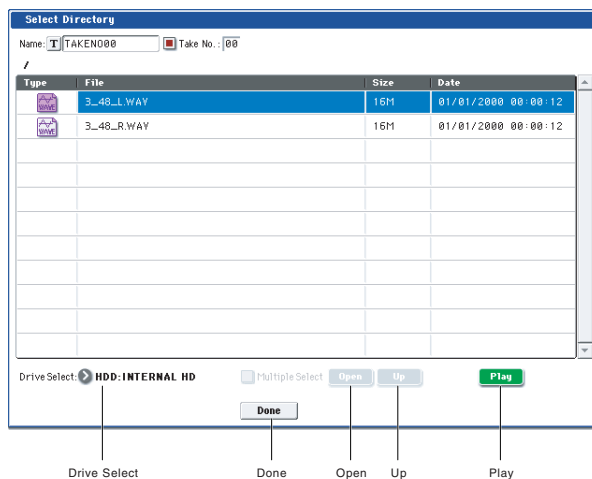 Select Directory
Name: T TAKENO00 Take No.: 00
/
Type File Size Date
WAVE 3_48_L.WAV 16M 01/01/2000 00:00:12
WAVE 3_48_R.WAV 16M 01/01/2000 00:00:12
Drive Select: HDD:INTERNAL HD Multiple Select Open Up Play
Done
Drive Select Done Open Up Play